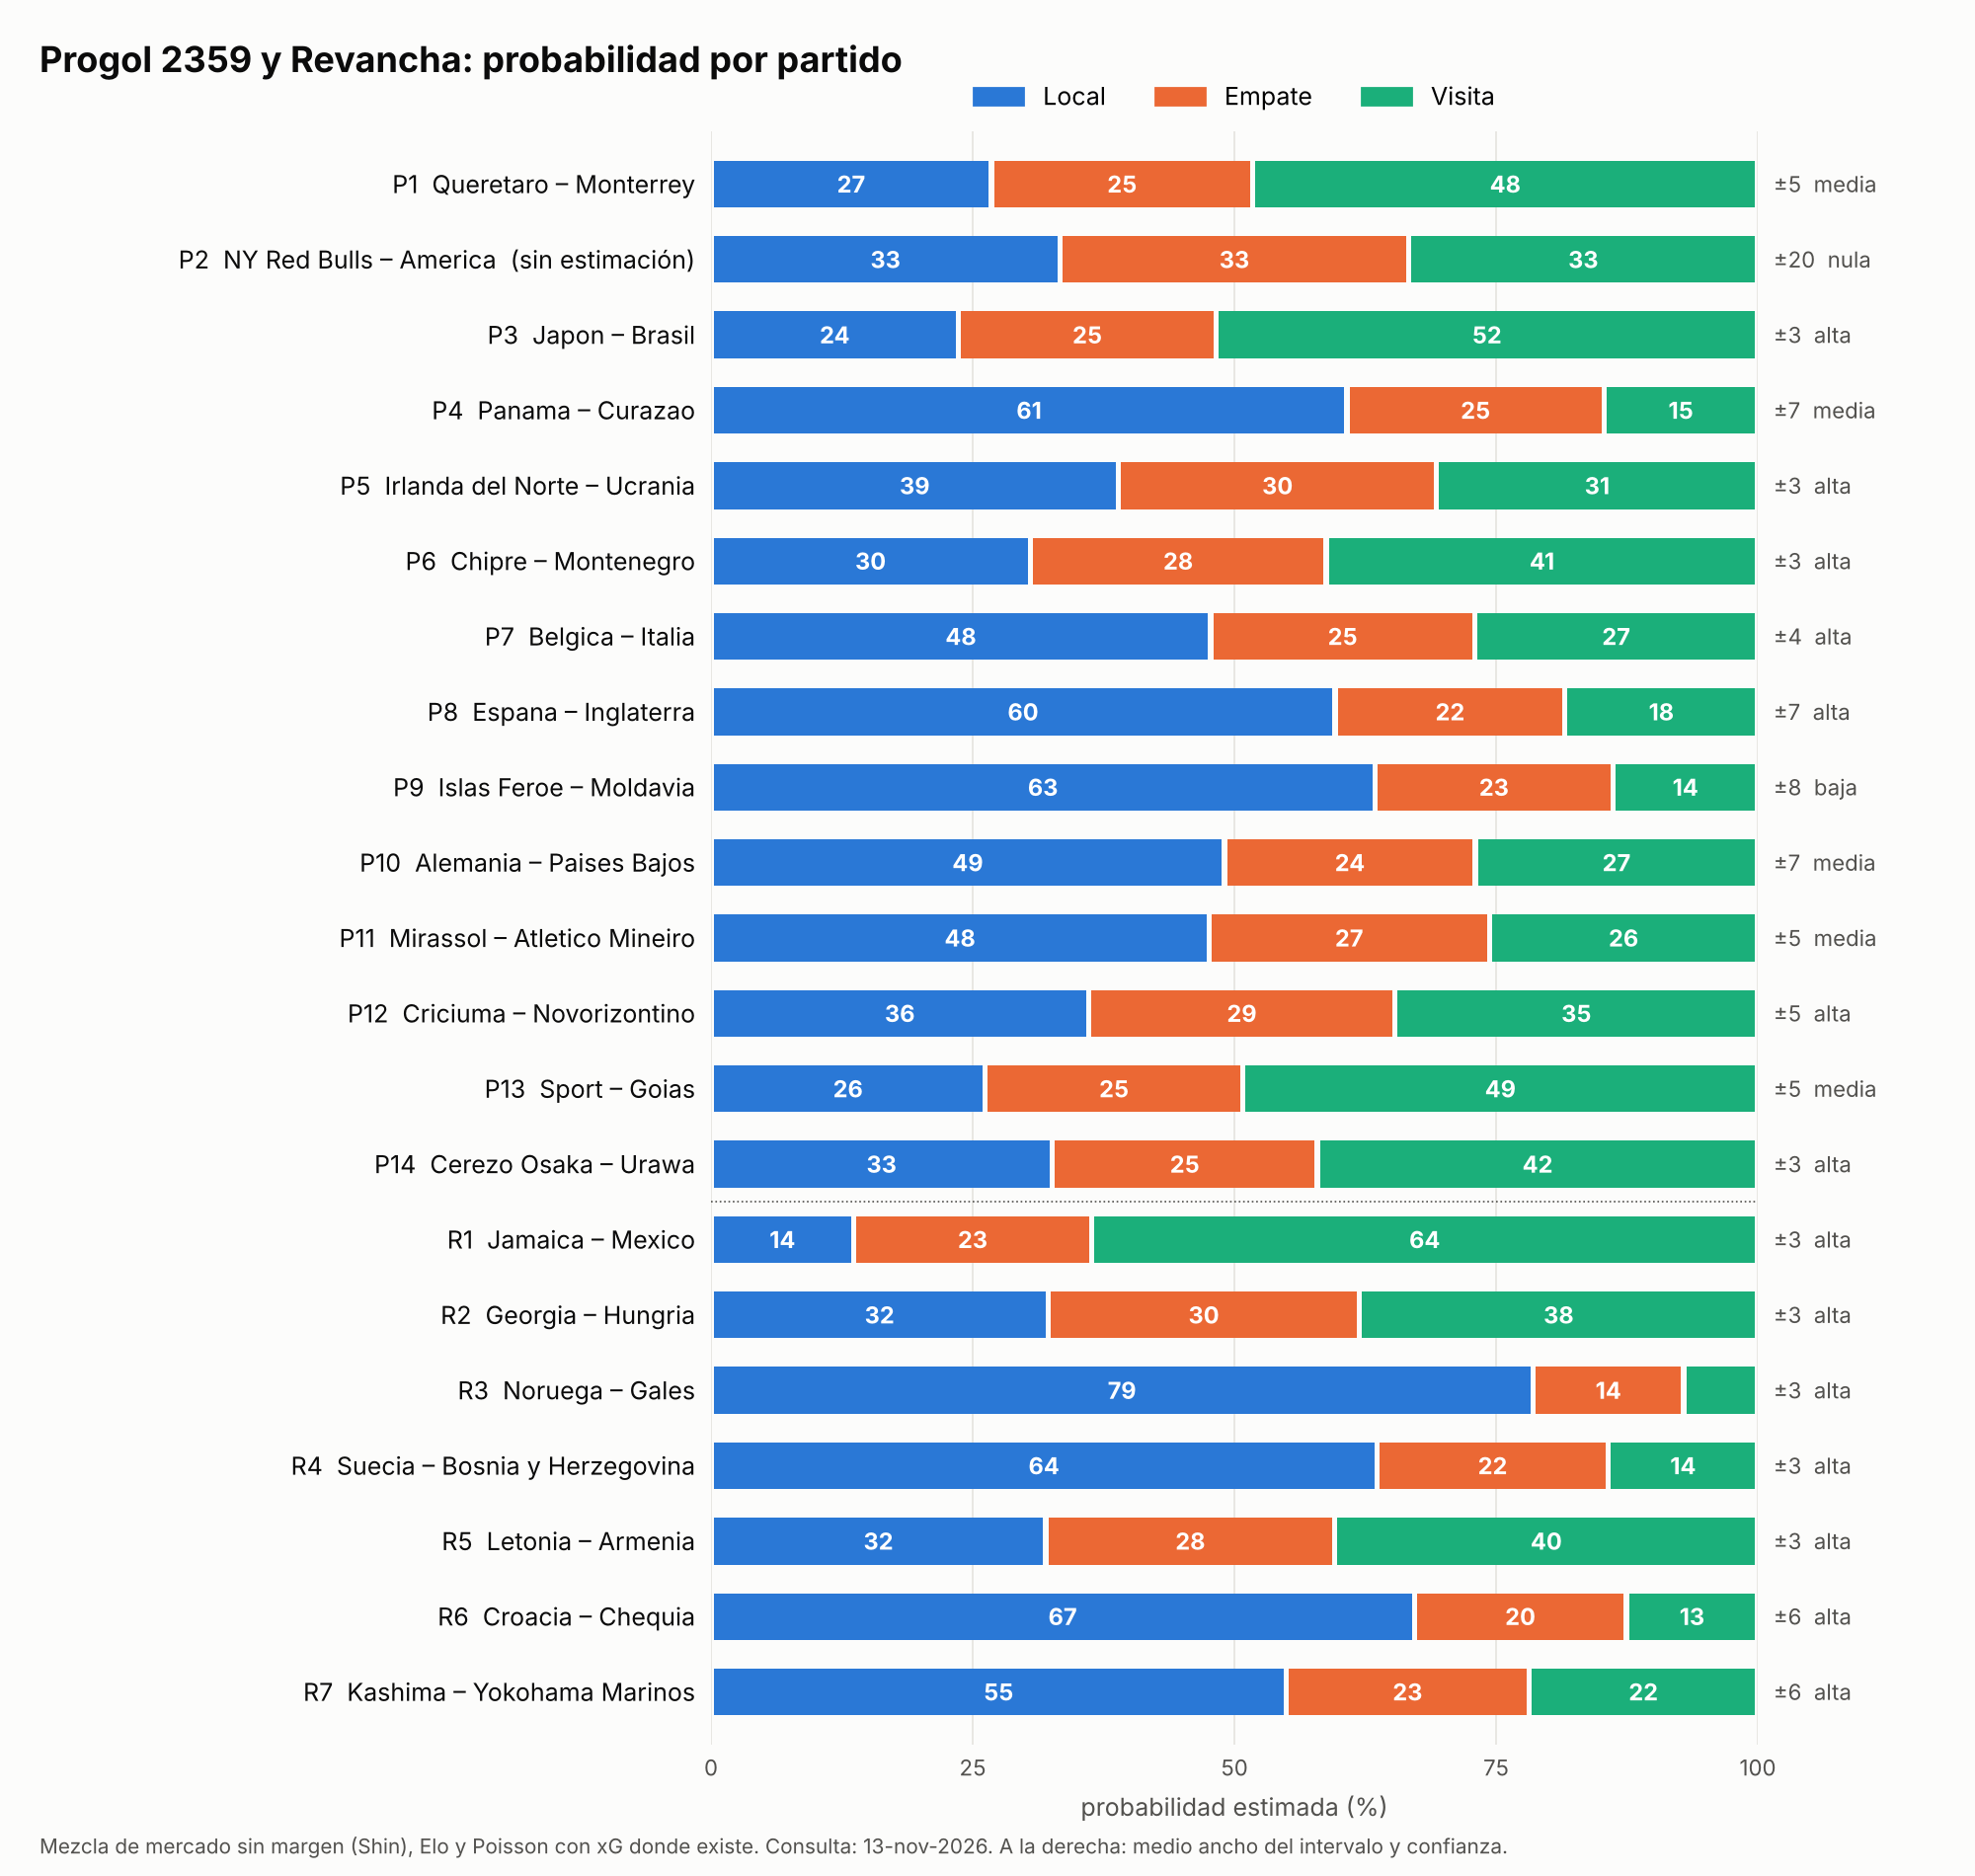 Progol 2359 y Revancha: probabilidad por partido
Local Empate Visita
P1 Queretaro – Monterrey 27 25 48 ±5 media
P2 NY Red Bulls – America (sin estimación) 33 33 33 ±20 nula
P3 Japon – Brasil 24 25 52 ±3 alta
P4 Panama – Curazao 61 25 15 ±7 media
P5 Irlanda del Norte – Ucrania 39 30 31 ±3 alta
P6 Chipre – Montenegro 30 28 41 ±3 alta
P7 Belgica – Italia 48 25 27 ±4 alta
P8 Espana – Inglaterra 60 22 18 ±7 alta
P9 Islas Feroe – Moldavia 63 23 14 ±8 baja
P10 Alemania – Paises Bajos 49 24 27 ±7 media
P11 Mirassol – Atletico Mineiro 48 27 26 ±5 media
P12 Criciuma – Novorizontino 36 29 35 ±5 alta
P13 Sport – Goias 26 25 49 ±5 media
P14 Cerezo Osaka – Urawa 33 25 42 ±3 alta
R1 Jamaica – Mexico 14 23 64 ±3 alta
R2 Georgia – Hungria 32 30 38 ±3 alta
R3 Noruega – Gales 79 14 ±3 alta
R4 Suecia – Bosnia y Herzegovina 64 22 14 ±3 alta
R5 Letonia – Armenia 32 28 40 ±3 alta
R6 Croacia – Chequia 67 20 13 ±6 alta
R7 Kashima – Yokohama Marinos 55 23 22 ±6 alta
0 25 50 75 100
probabilidad estimada (%)
Mezcla de mercado sin margen (Shin), Elo y Poisson con xG donde existe. Consulta: 13-nov-2026. A la derecha: medio ancho del intervalo y confianza.